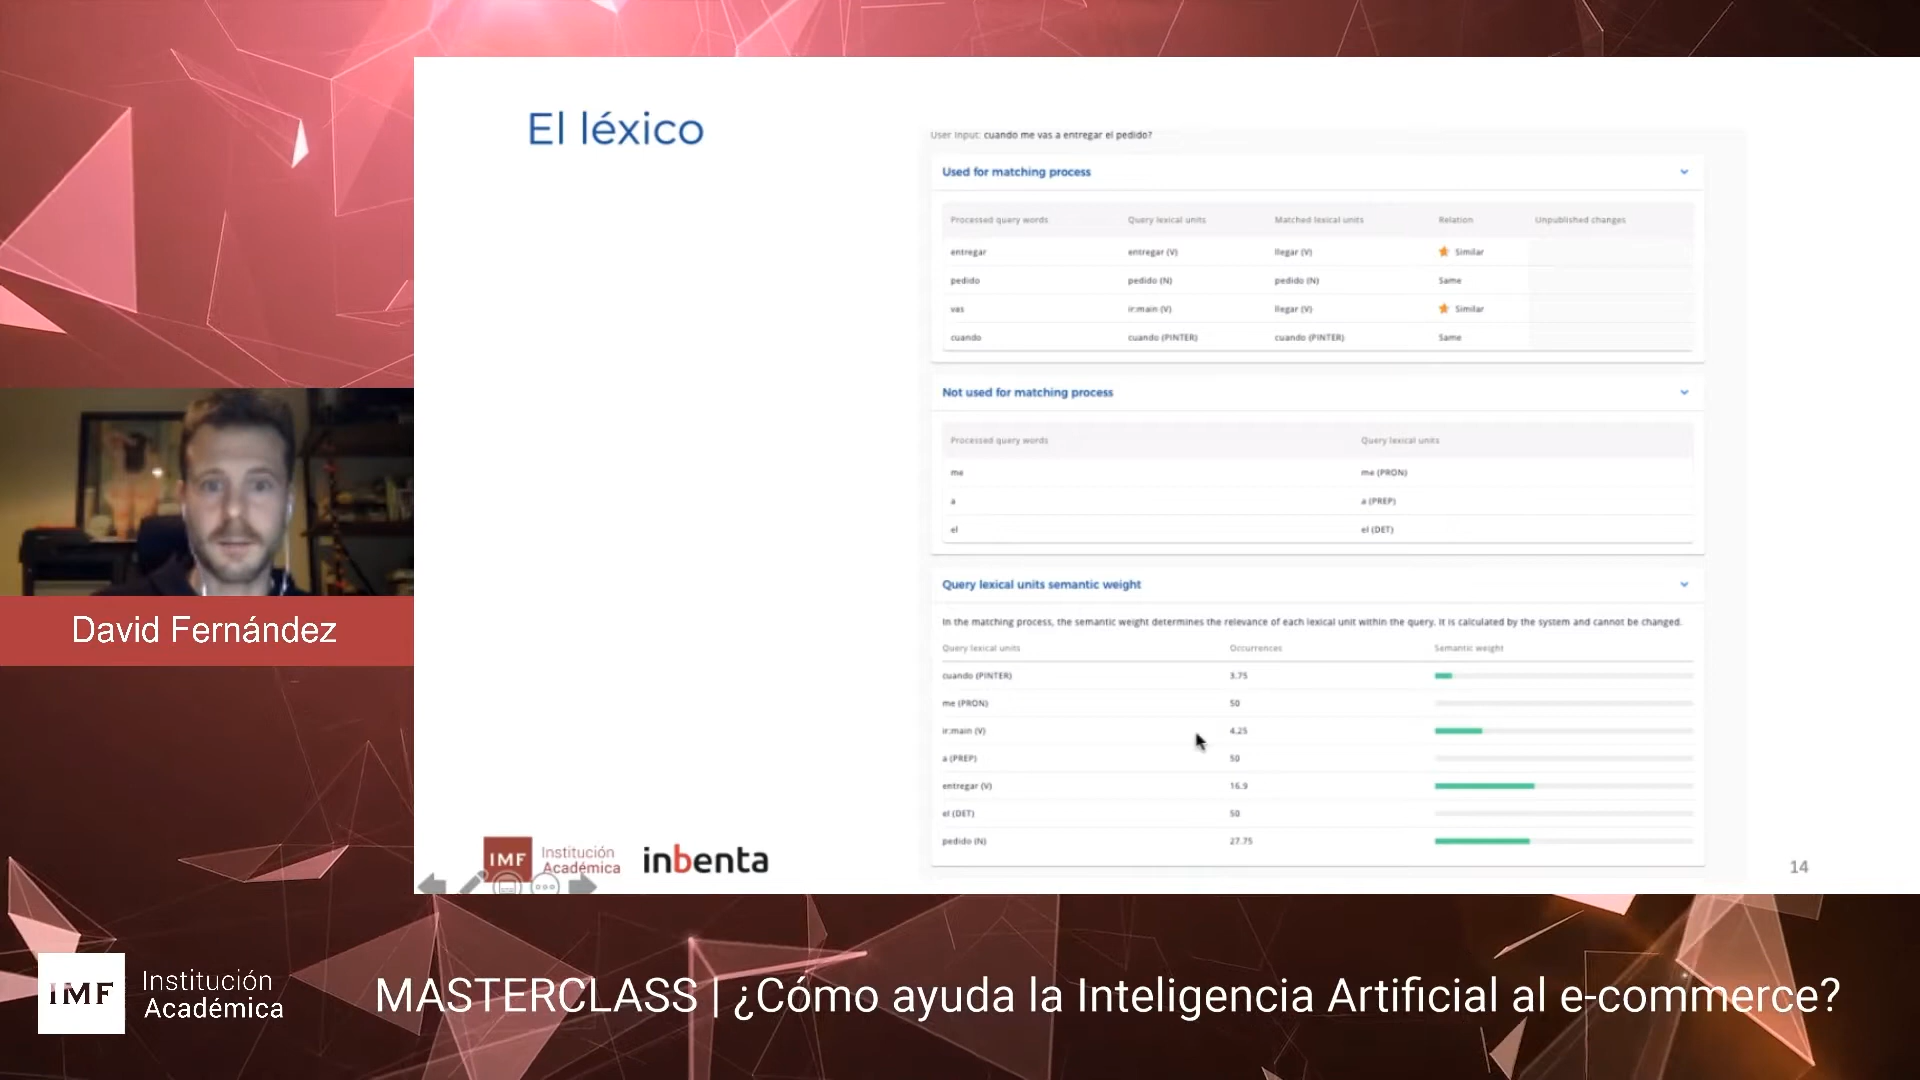 El léxico
User input: cuando me vas a entregar el pedido?
Used for matching process
Processed query words Query lexical units Matched lexical units Relation Unpublished changes
entregar entregar (V) llegar (V) Similar
pedido pedido (N) pedido (N) Same
vas ir:main (V) llegar (V) Similar
cuando cuando (PINTER) cuando (PINTER) Same
Not used for matching process
Processed query words Query lexical units
me me (PRON)
a a (PREP)
el el (DET)
Query lexical units semantic weight
In the matching process, the semantic weight determines the relevance of each lexical unit within the query. It is calculated by the system and cannot be changed.
Query lexical units Occurrences Semantic weight
cuando (PINTER) 3.75
me (PRON) 50
ir:main (V) 4.25
a (PREP) 50
entregar (V) 16.9
el (DET) 50
pedido (N) 27.75
David Fernández
IMF Institución
Académica
inbenta
14
IMF Institución
Académica
MASTERCLASS | ¿Cómo ayuda la Inteligencia Artificial al e-commerce?